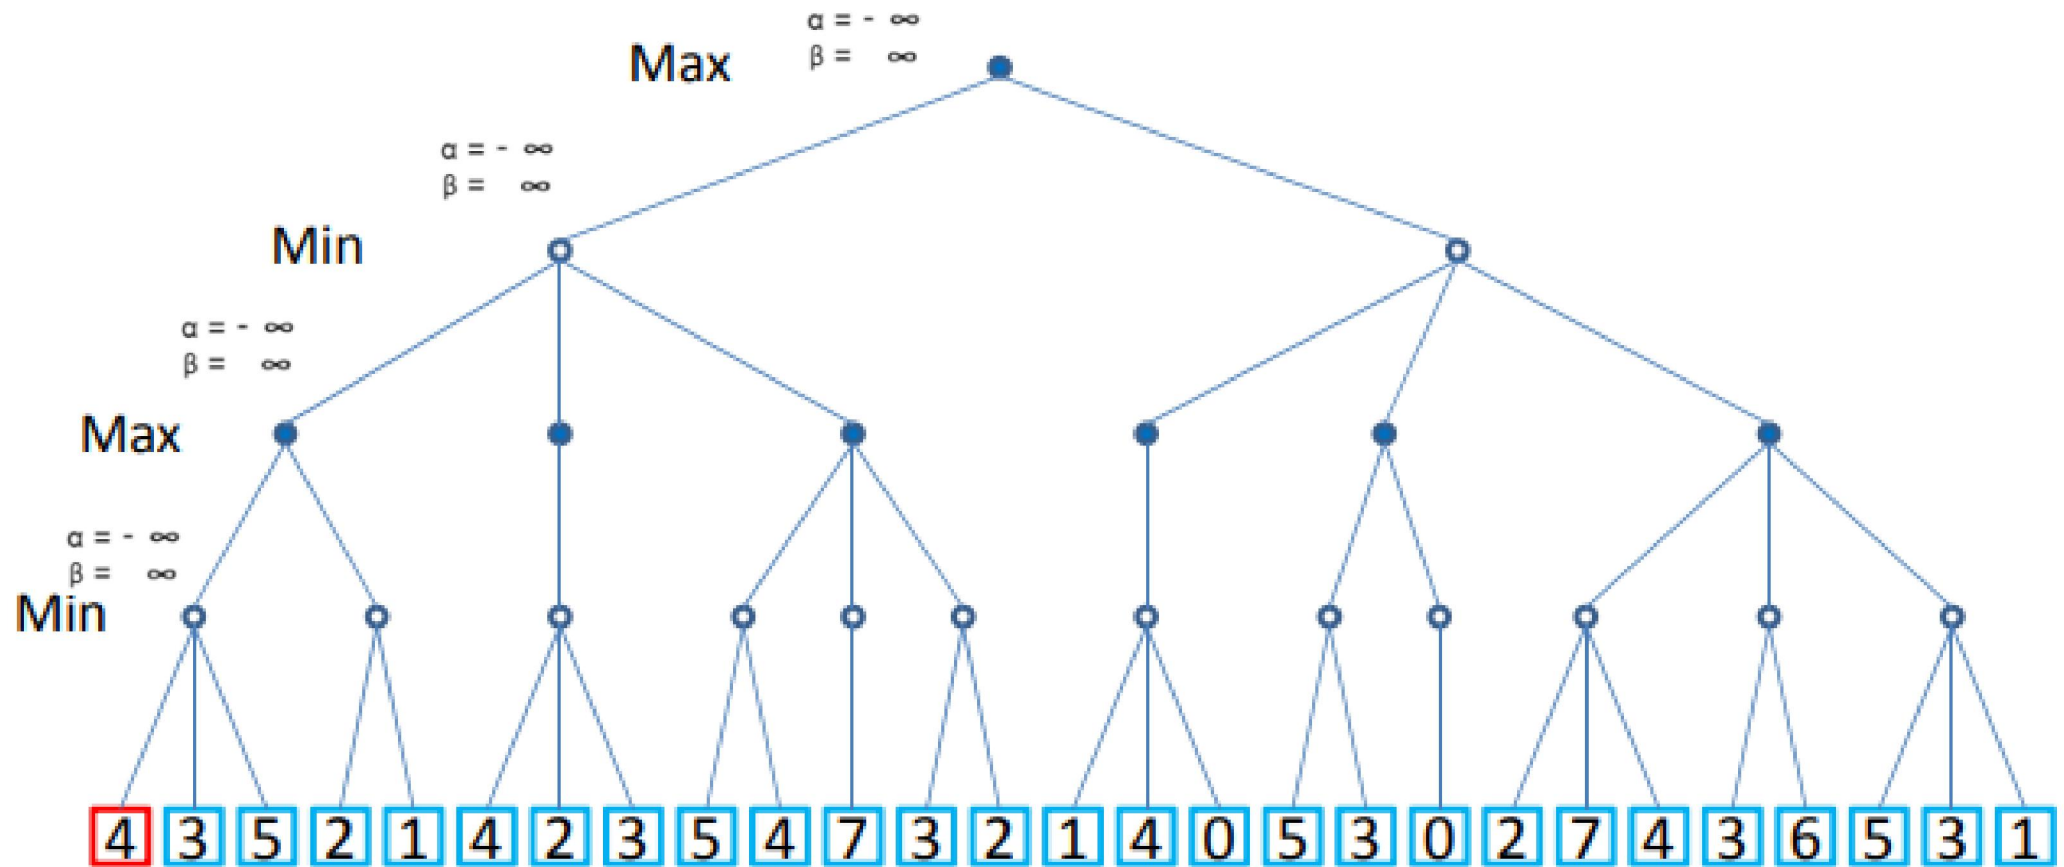 α = - ∞
β = ∞
Max
α = - ∞
β = ∞
Min
α = - ∞
β = ∞
Max
α = - ∞
β = ∞
Min
4 3 5 2 1 4 2 3 5 4 7 3 2 1 4 0 5 3 0 2 7 4 3 6 5 3 1